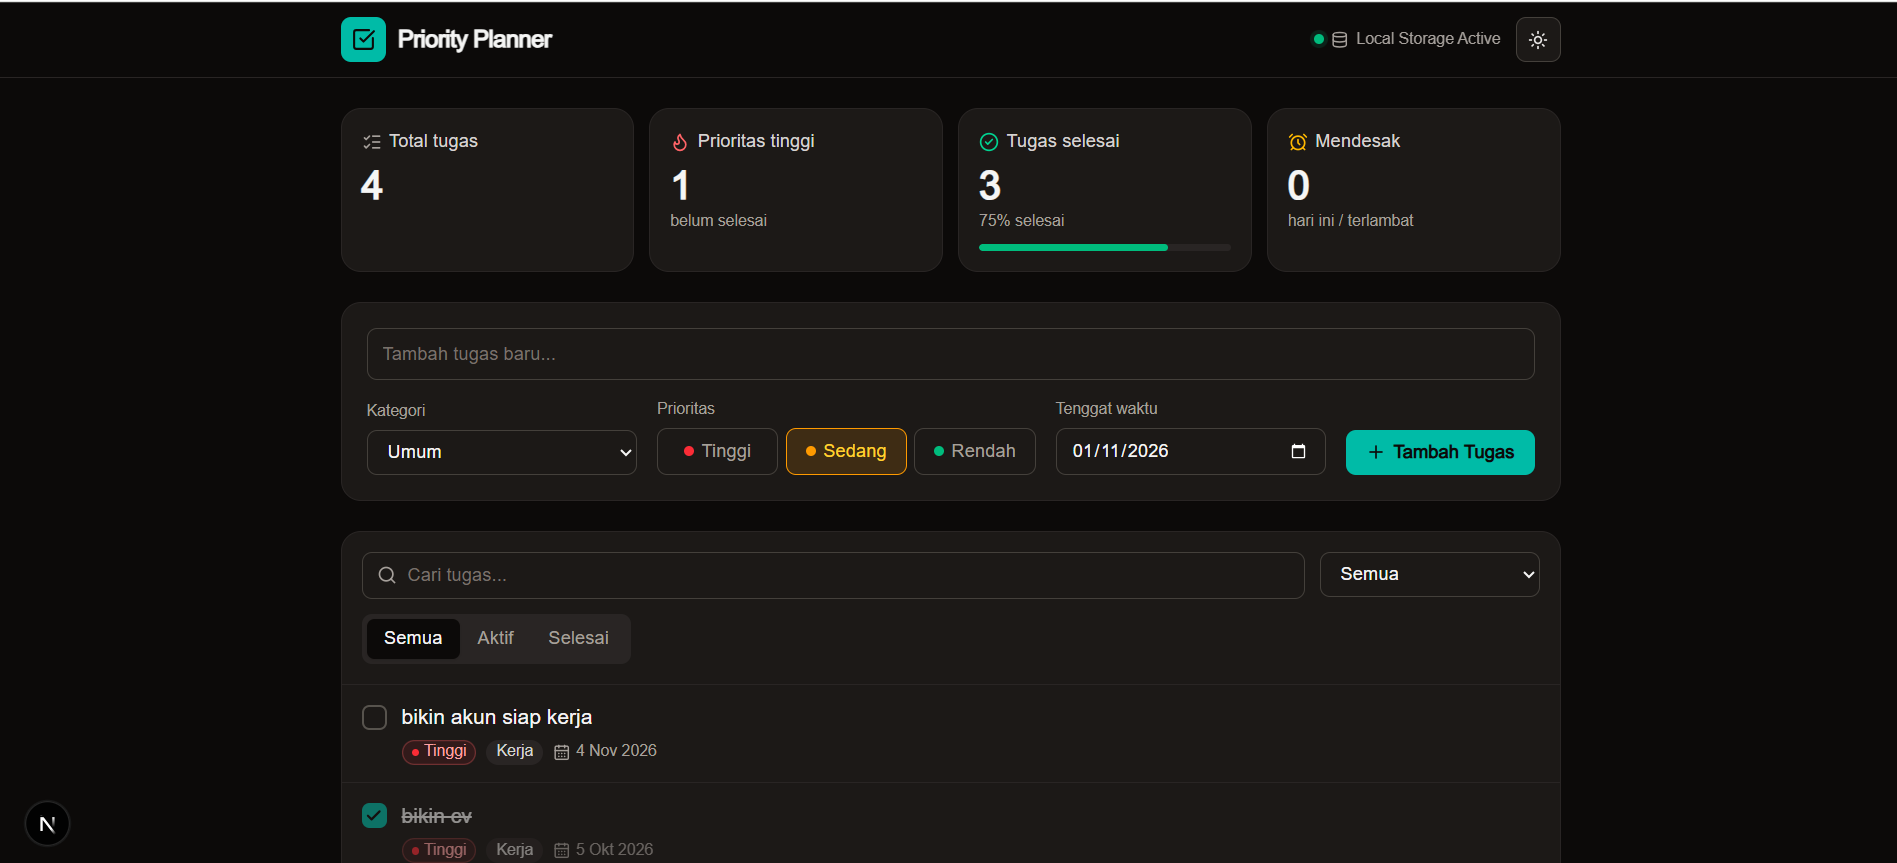 Priority Planner
Local Storage Active
Total tugas
4
Prioritas tinggi
1
belum selesai
Tugas selesai
3
75% selesai
Mendesak
0
hari ini / terlambat
Tambah tugas baru...
Kategori
Umum
Prioritas
Tinggi
Sedang
Rendah
Tenggat waktu
01/11/2026
Tambah Tugas
Cari tugas...
Semua
Semua
Aktif
Selesai
bikin akun siap kerja
Tinggi
Kerja
4 Nov 2026
bikin cv
Tinggi
Kerja
5 Okt 2026
N